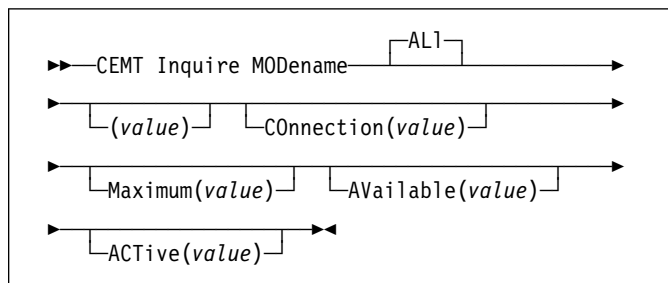 ALl
CEMT Inquire MODename
(value) COnnection(value)
Maximum(value) AVailable(value)
ACTive(value)